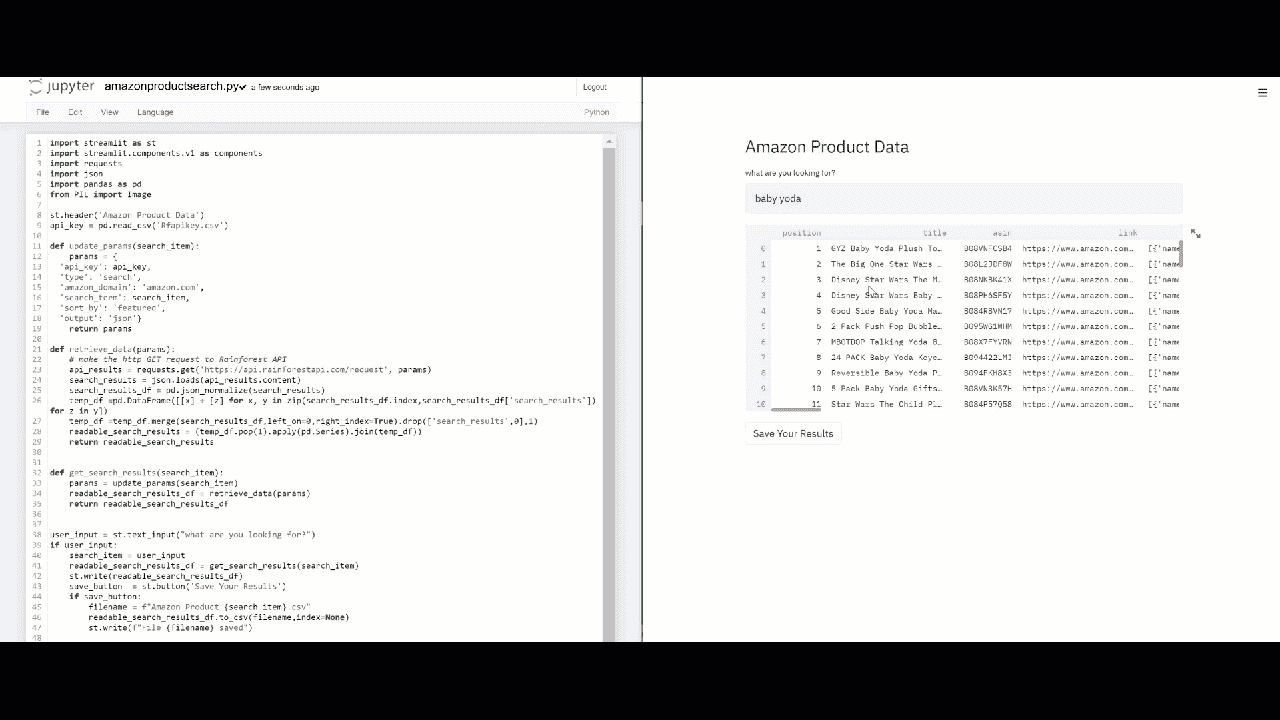 jupyter amazonproductsearch.py✔ a few seconds ago
Logout
File Edit View Language
Python
1 import streamlit as st
2 import streamlit.components.v1 as components
3 import requests
4 import json
5 import pandas as pd
6 from PIL import Image
7
8 st.header('Amazon Product Data')
9 api_key = pd.read_csv('Rfapikey.csv')
10
11 def update_params(search_item):
12 params = {
13 "api_key": api_key,
14 "type": 'search',
15 "amazon_domain": 'amazon.com',
16 "search_term": search_item,
17 "sort_by": 'featured',
18 "output": 'json'}
19 return params
20
21 def retrieve_data(params):
22 # make the http GET request to Rainforest API
23 api_results = requests.get('https://api.rainforestapi.com/request', params)
24 search_results = json.loads(api_results.content)
25 search_results_df = pd.json_normalize(search_results)
26 temp_df =pd.DataFrame([[x] + [z] for x, y in zip(search_results_df.index,search_results_df['search_results'])
for z in y])
27 temp_df =temp_df.merge(search_results_df,left_on=0,right_index=True).drop(['search_results',0],1)
28 readable_search_results = (temp_df.pop(1).apply(pd.Series).join(temp_df))
29 return readable_search_results
30
31
32 def get_search_results(search_item):
33 params = update_params(search_item)
34 readable_search_results_df = retrieve_data(params)
35 return readable_search_results_df
36
37
38 user_input = st.text_input("what are you looking for?")
39 if user_input:
40 search_item = user_input
41 readable_search_results_df = get_search_results(search_item)
42 st.write(readable_search_results_df)
43 save_button = st.button('Save Your Results')
44 if save_button:
45 filename = f"Amazon Product {search_item}.csv"
46 readable_search_results_df.to_csv(filename,index=None)
47 st.write(f"File {filename} saved")
48
Amazon Product Data
what are you looking for?
baby yoda
position title asin link
0 1 GYZ Baby Yoda Plush To… B08VNFCSB4 https://www.amazon.com… [{'name
1 2 The Big One Star Wars … https://www.amazon.com… [{'name
2 3 Disney Star Wars The M… B08NKBK41X https://www.amazon.com… [{'name
3 4 Disney Star Wars Baby … https://www.amazon.com… [{'name
4 5 Good Side Baby Yoda Ma… B084R8VN17 https://www.amazon.com… [{'name
5 6 2 Pack Push Pop Bubble… B095WG1WHM https://www.amazon.com… [{'name
6 7 MBOTDOP Talking Yoda B… https://www.amazon.com… [{'name
7 8 24 PACK Baby Yoda Keyc… https://www.amazon.com… [{'name
8 9 Reversible Baby Yoda P… B094FKH8X3 https://www.amazon.com… [{'name
9 10 5 Pack Baby Yoda Gifts… https://www.amazon.com… [{'name
10 11 Star Wars The Child Pl… B084P57Q58 https://www.amazon.com… [{'name
Save Your Results